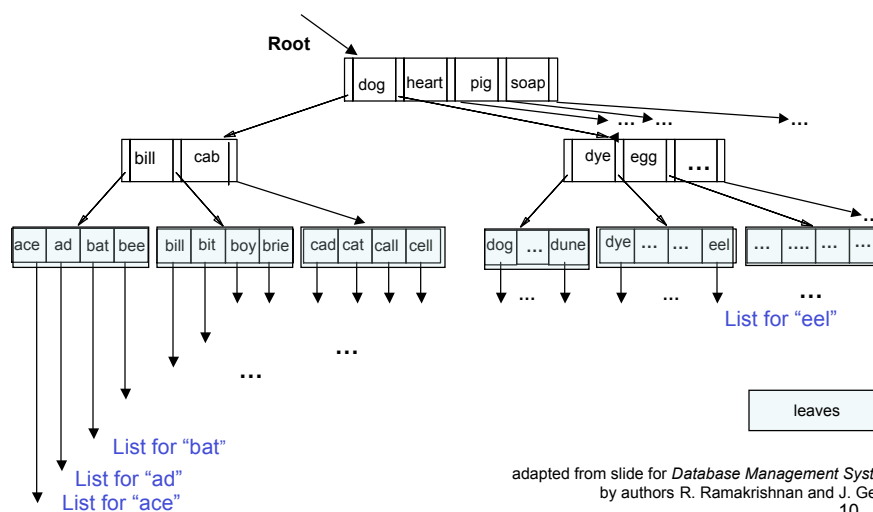 Root
dog heart pig soap
... ... ...
bill cab
dye egg ...
...
ace ad bat bee bill bit boy brie cad cat call cell
dog ... dune dye ... ... eel ... .... ... ...
... ... ...
List for “eel”
...
...
leaves
List for “bat”
List for “ad”
List for “ace”
adapted from slide for Database Management Syst
by authors R. Ramakrishnan and J. Ge
10